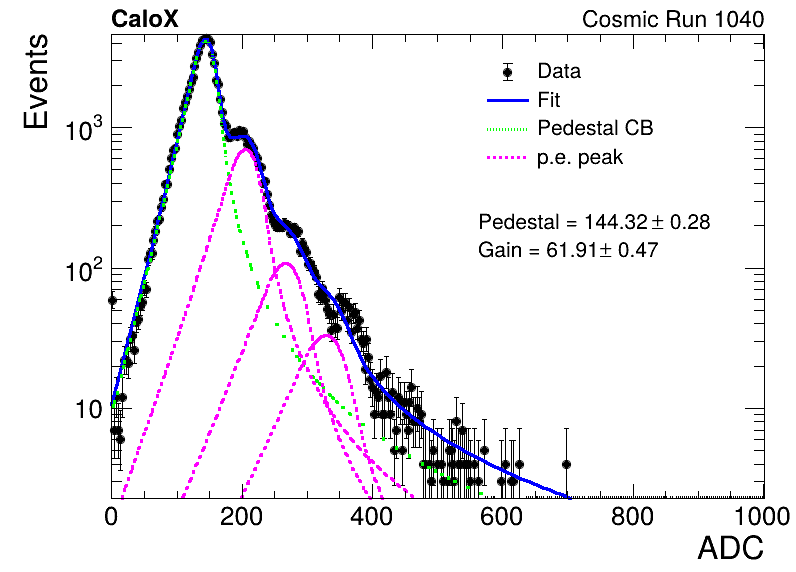 CaloX Cosmic Run 1040
Events
Data
Fit
Pedestal CB
p.e. peak
Pedestal = 144.32 ± 0.28
Gain = 61.91 ± 0.47
10³
10²
10
0 200 400 600 800 1000
ADC